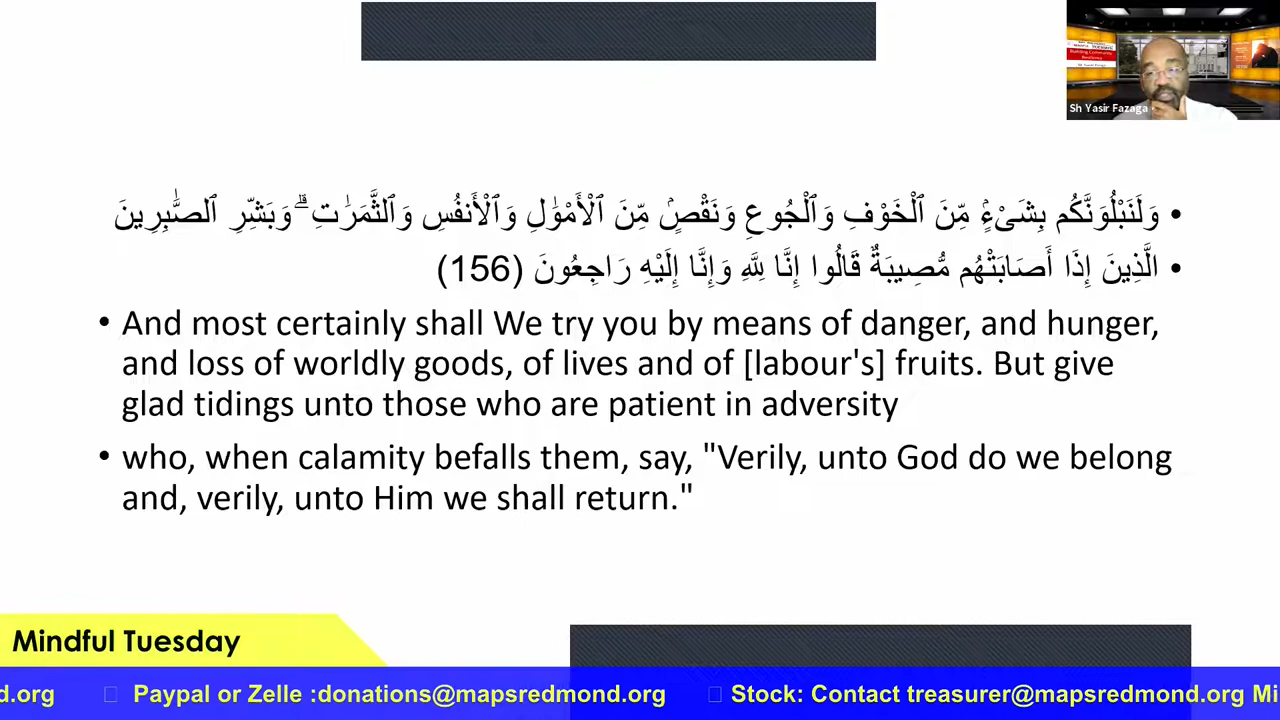 Sh Yasir Fazaga
• وَلَنَبْلُوَنَّكُم بِشَىْءٍۢ مِّنَ ٱلْخَوْفِ وَٱلْجُوعِ وَنَقْصٍۢ مِّنَ ٱلْأَمْوَٰلِ وَٱلْأَنفُسِ وَٱلثَّمَرَٰتِ ۗ وَبَشِّرِ ٱلصَّٰبِرِينَ
• الَّذِينَ إِذَا أَصَابَتْهُم مُّصِيبَةٌ قَالُوا إِنَّا لِلَّهِ وَإِنَّا إِلَيْهِ رَاجِعُونَ (156)
• And most certainly shall We try you by means of danger, and hunger,
and loss of worldly goods, of lives and of [labour's] fruits. But give
glad tidings unto those who are patient in adversity
• who, when calamity befalls them, say, "Verily, unto God do we belong
and, verily, unto Him we shall return."
Mindful Tuesday
d.org Paypal or Zelle :donations@mapsredmond.org Stock: Contact treasurer@mapsredmond.org Mi